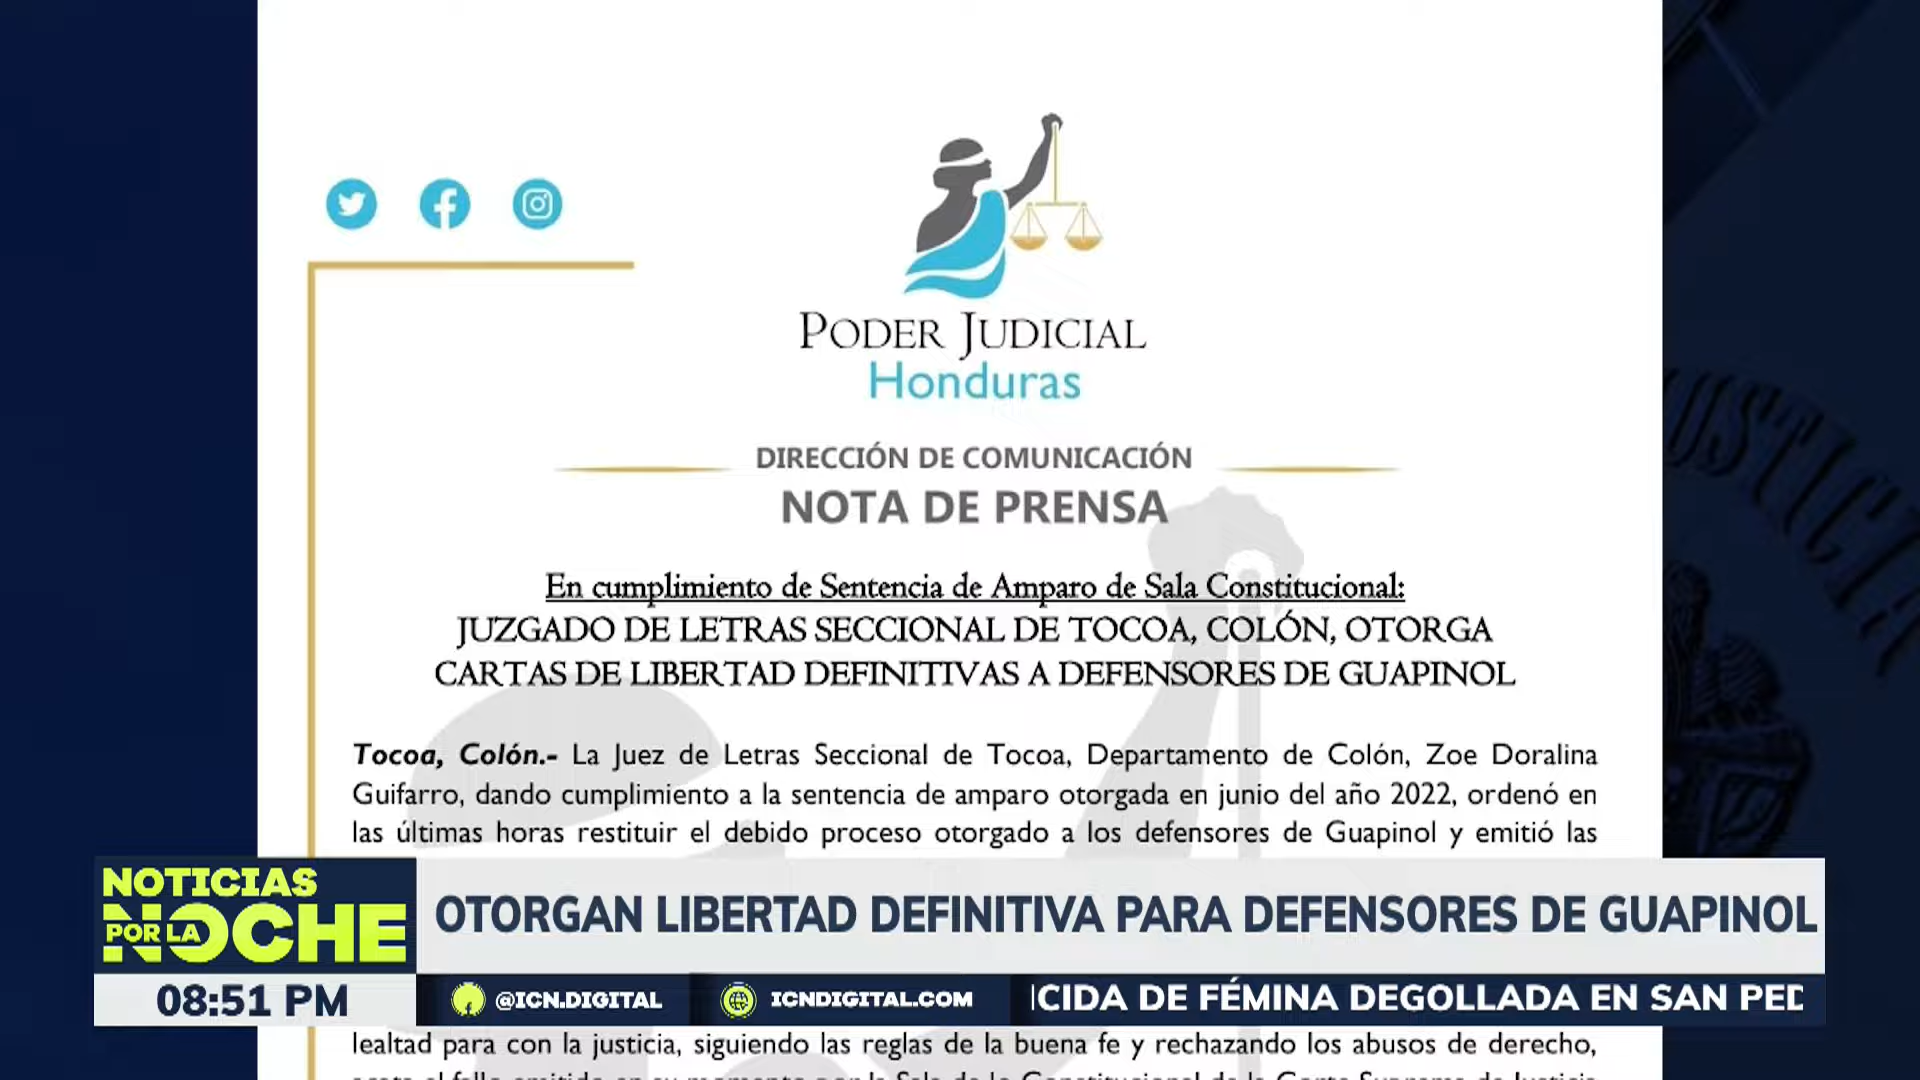 PODER JUDICIAL
Honduras
DIRECCIÓN DE COMUNICACIÓN
NOTA DE PRENSA
En cumplimiento de Sentencia de Amparo de Sala Constitucional:
JUZGADO DE LETRAS SECCIONAL DE TOCOA, COLÓN, OTORGA
CARTAS DE LIBERTAD DEFINITIVAS A DEFENSORES DE GUAPINOL
Tocoa, Colón.- La Juez de Letras Seccional de Tocoa, Departamento de Colón, Zoe Doralina
Guifarro, dando cumplimiento a la sentencia de amparo otorgada en junio del año 2022, ordenó en
las últimas horas restituir el debido proceso otorgado a los defensores de Guapinol y emitió las
NOTICIAS
POR LA NOCHE
OTORGAN LIBERTAD DEFINITIVA PARA DEFENSORES DE GUAPINOL
08:51 PM
@ICN.DIGITAL
ICNDIGITAL.COM
ICIDA DE FÉMINA DEGOLLADA EN SAN PED
lealtad para con la justicia, siguiendo las reglas de la buena fe y rechazando los abusos de derecho,